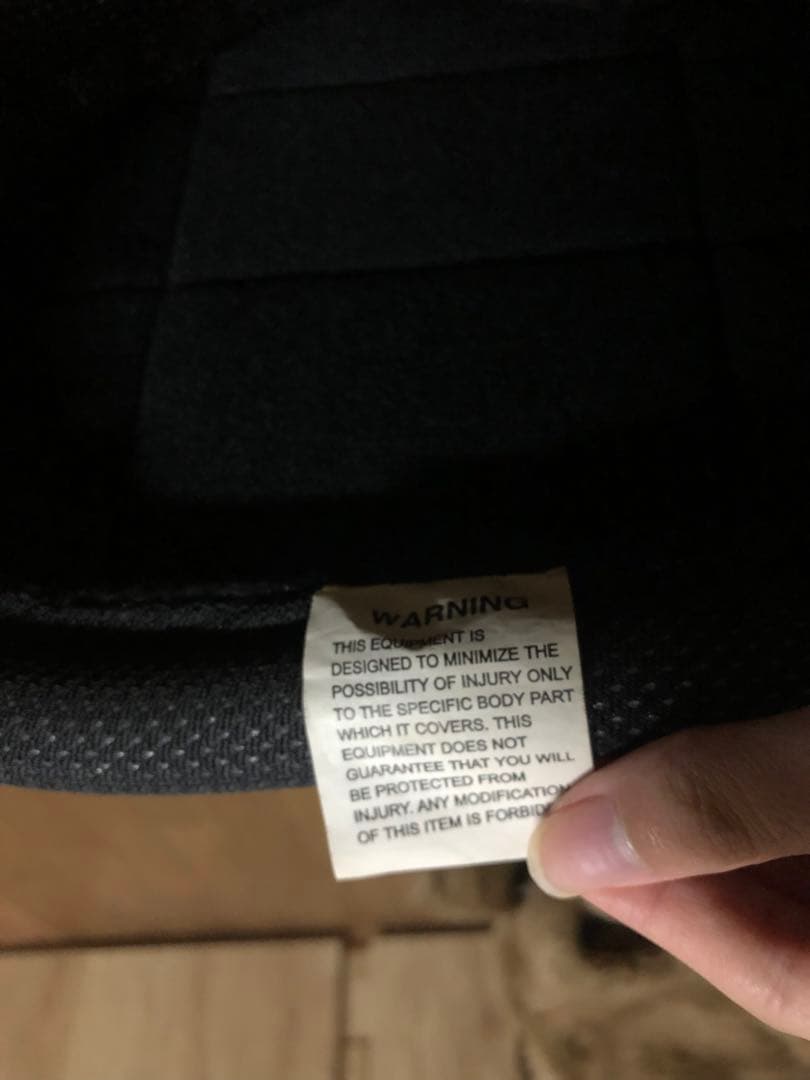 WARNING
THIS EQUIPMENT IS
DESIGNED TO MINIMIZE THE
POSSIBILITY OF INJURY ONLY
TO THE SPECIFIC BODY PART
WHICH IT COVERS. THIS
EQUIPMENT DOES NOT
GUARANTEE THAT YOU WILL
BE PROTECTED FROM
INJURY. ANY MODIFICATION
OF THIS ITEM IS